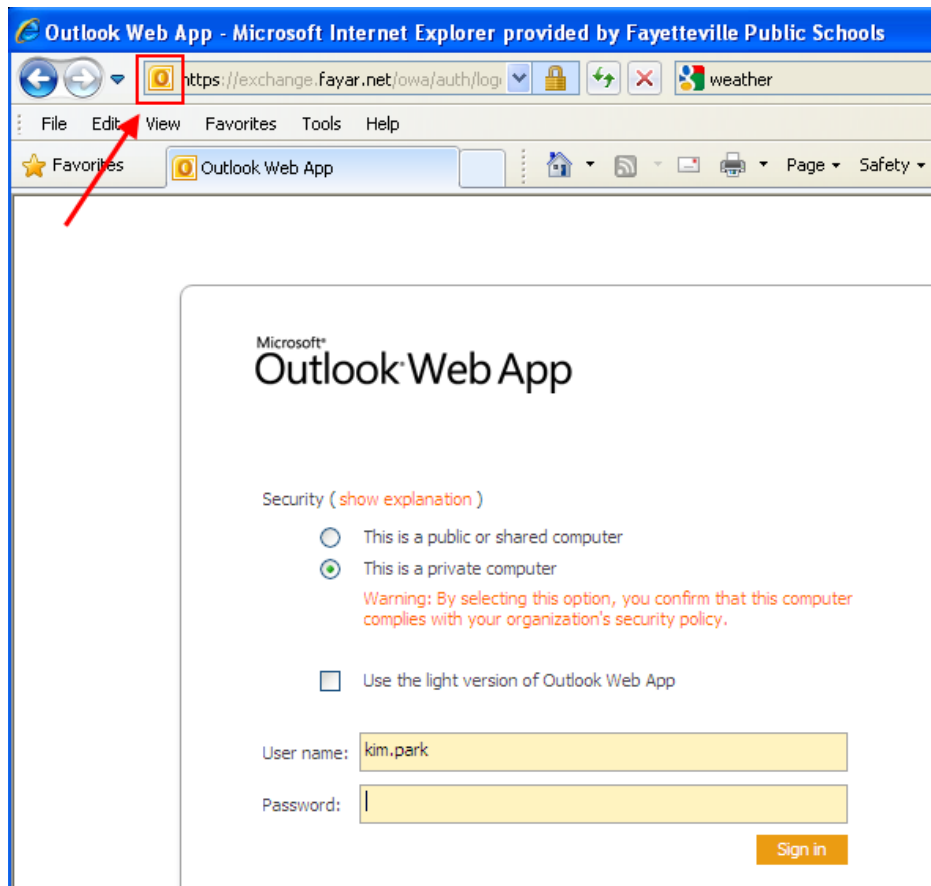 Outlook Web App - Microsoft Internet Explorer provided by Fayetteville Public Schools
https://exchange.fayar.net/owa/auth/log weather
File Edit View Favorites Tools Help
Favorites Outlook Web App Page Safety
Microsoft®
Outlook Web App
Security ( show explanation )
This is a public or shared computer
This is a private computer
Warning: By selecting this option, you confirm that this computer
complies with your organization's security policy.
Use the light version of Outlook Web App
User name: kim.park
Password:
Sign in